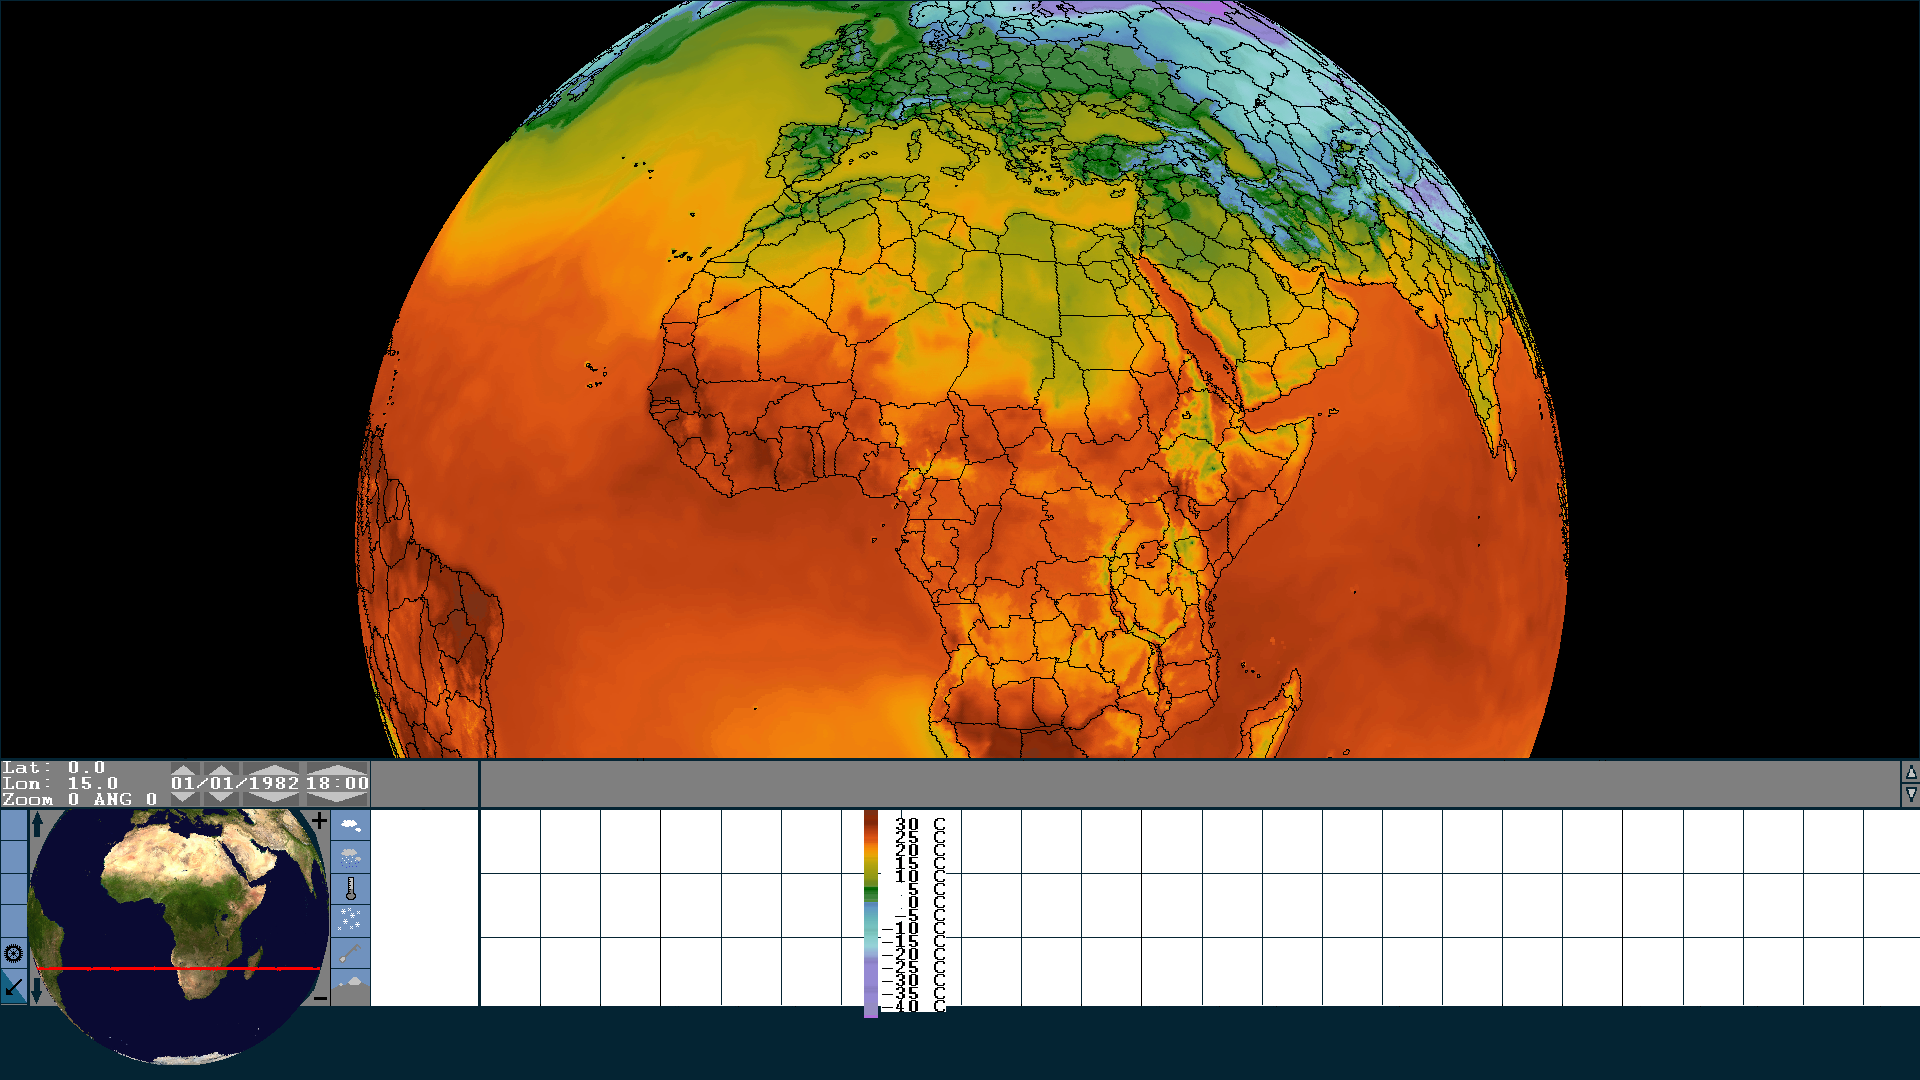 Lat: 0.0
Lon: 15.0
Zoom 0 ANG 0
01/01/1982 18:00
+
−
30 C
25 C
20 C
15 C
10 C
5 C
0 C
−5 C
−10 C
−15 C
−20 C
−25 C
−30 C
−35 C
−40 C